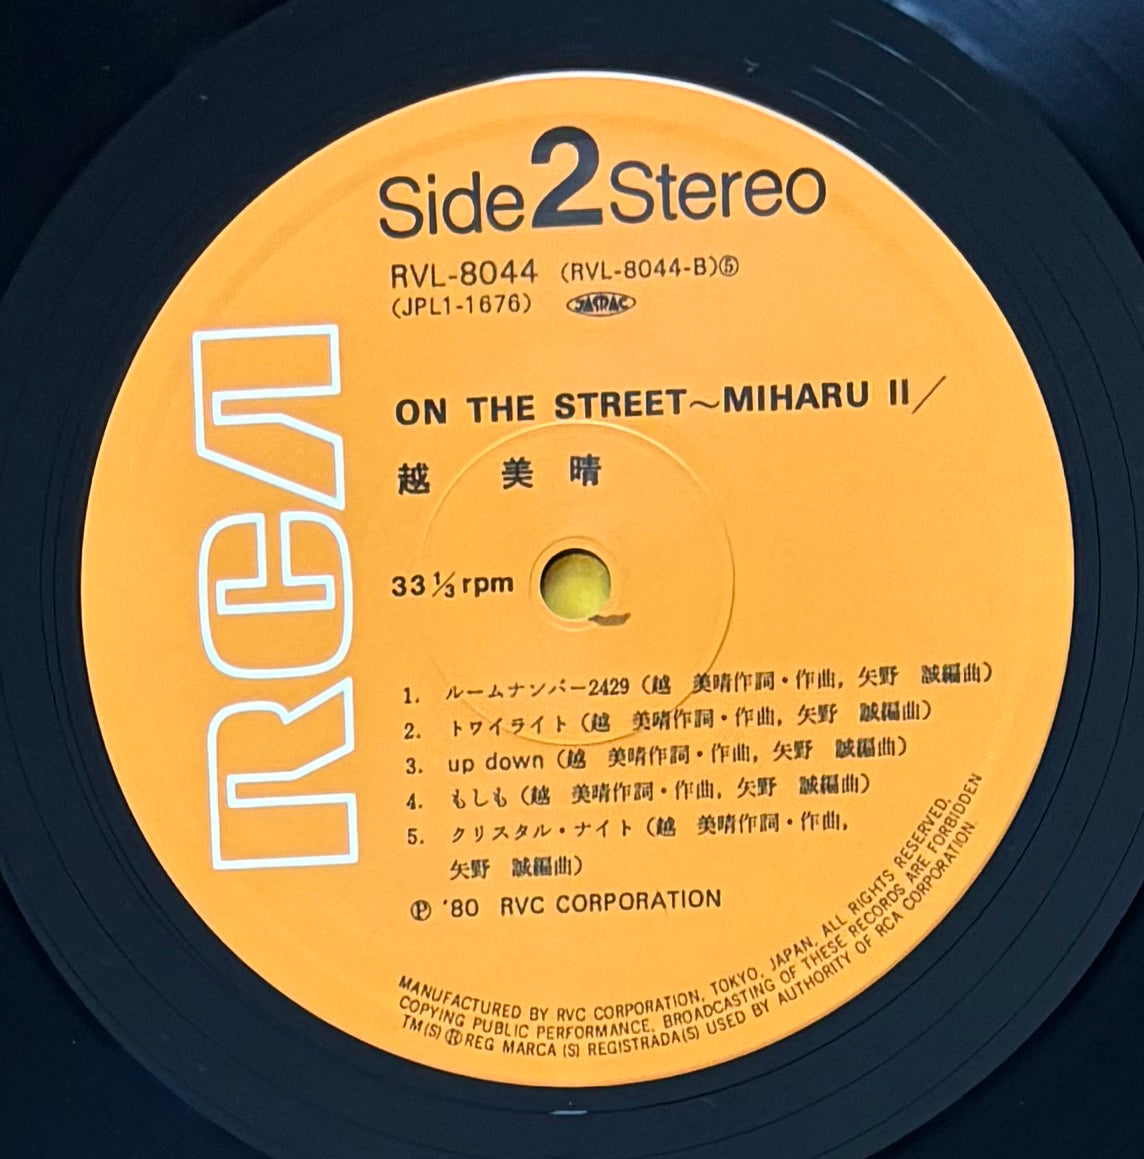 Side 2 Stereo
RVL-8044 (RVL-8044-B)⑤
(JPL1-1676) JASRAC
ON THE STREET～MIHARU II／
越 美晴
33 1/3 rpm
RCA
1. ルームナンバー2429（越 美晴作詞・作曲, 矢野 誠編曲）
2. トワイライト（越 美晴作詞・作曲, 矢野 誠編曲）
3. up down（越 美晴作詞・作曲, 矢野 誠編曲）
4. もしも（越 美晴作詞・作曲, 矢野 誠編曲）
5. クリスタル・ナイト（越 美晴作詞・作曲,
矢野 誠編曲）
℗ '80 RVC CORPORATION
MANUFACTURED BY RVC CORPORATION, TOKYO, JAPAN, ALL RIGHTS RESERVED.
COPYING PUBLIC PERFORMANCE, BROADCASTING OF THESE RECORDS ARE FORBIDDEN
TM(S) ® REG MARCA (S) REGISTRADA(S) USED BY AUTHORITY OF RCA CORPORATION.